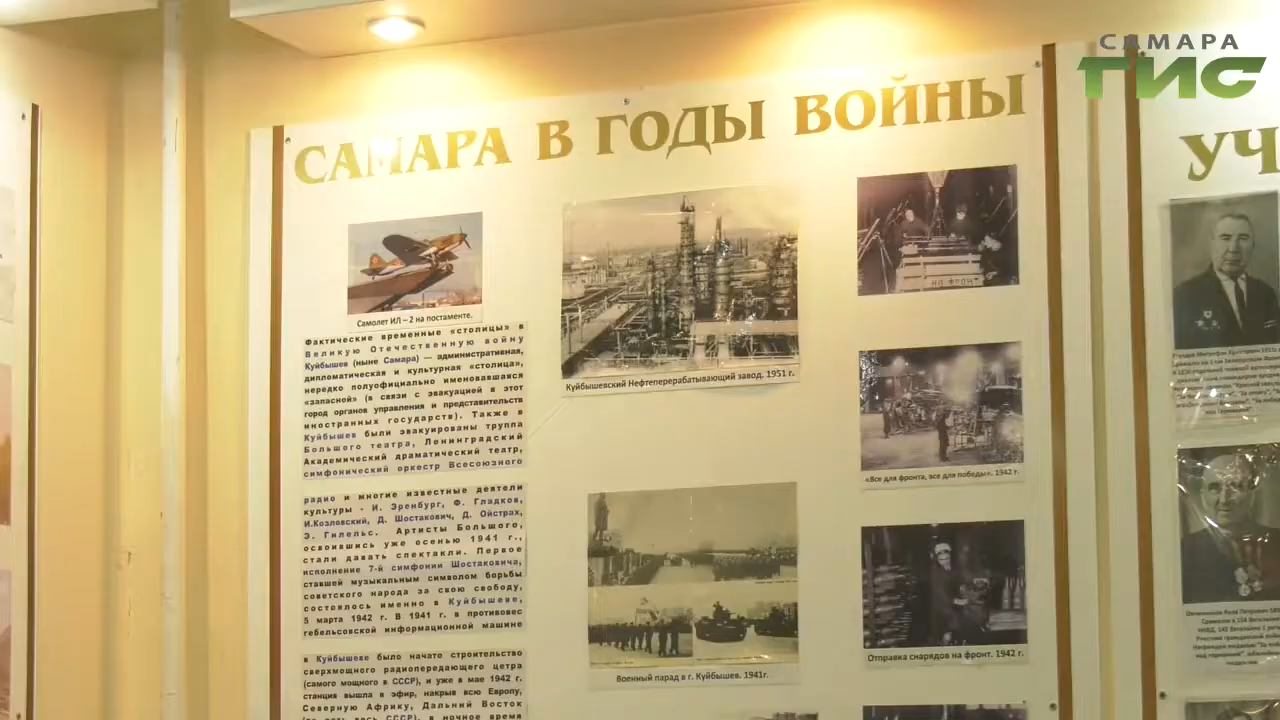 САМАРА
ГИС
САМАРА В ГОДЫ ВОЙНЫ
Самолет ИЛ – 2 на постаменте.
Фактические временные «столицы» в
Великую Отечественную войну
Куйбышев (ныне Самара) — административная,
дипломатическая и культурная «столица»,
нередко полуофициально именовавшаяся
«запасной» (в связи с эвакуацией в этот
город органов управления и представительств
иностранных государств). Также в
Куйбышев были эвакуированы труппа
Большого театра, Ленинградский
Академический драматический театр,
симфонический оркестр Всесоюзного
радио и многие известные деятели
культуры - И. Эренбург, Ф. Гладков,
И.Козловский, Д. Шостакович, Д. Ойстрах,
Э. Гилельс. Артисты Большого,
освоившись уже осенью 1941 г.,
стали давать спектакли. Первое
исполнение 7-й симфонии Шостаковича,
ставшей музыкальным символом борьбы
советского народа за свою свободу,
состоялось именно в Куйбышеве,
5 марта 1942 г. В 1941 г. в противовес
гебельсовской информационной машине
в Куйбышеве было начато строительство
сверхмощного радиопередающего цетра
(самого мощного в СССР), и уже в мае 1942 г.
станция вышла в эфир, накрыв всю Европу,
Северную Африку, Дальний Восток
весь СССР), в ночное время
Куйбышевский Нефтеперерабатывающий завод. 1951 г.
Военный парад в г. Куйбышев. 1941г.
НА ФРОНТ
«Все для фронта, все для победы». 1942 г.
Отправка снарядов на фронт. 1942 г.
УЧ